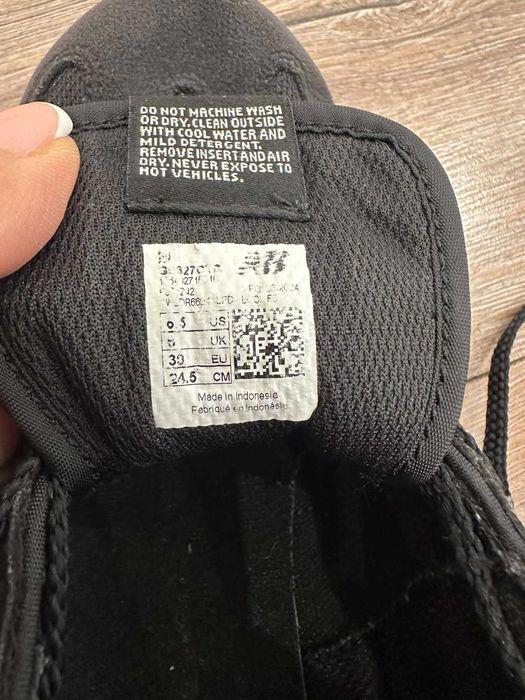 DO NOT MACHINE WASH
OR DRY. CLEAN OUTSIDE
WITH COOL WATER AND
MILD DETERGENT.
REMOVE INSERT AND AIR
DRY. NEVER EXPOSE TO
HOT VEHICLES.
US
UK
39 EU
24.5 CM
Made in Indonesia
Fabriqué en Indonésie